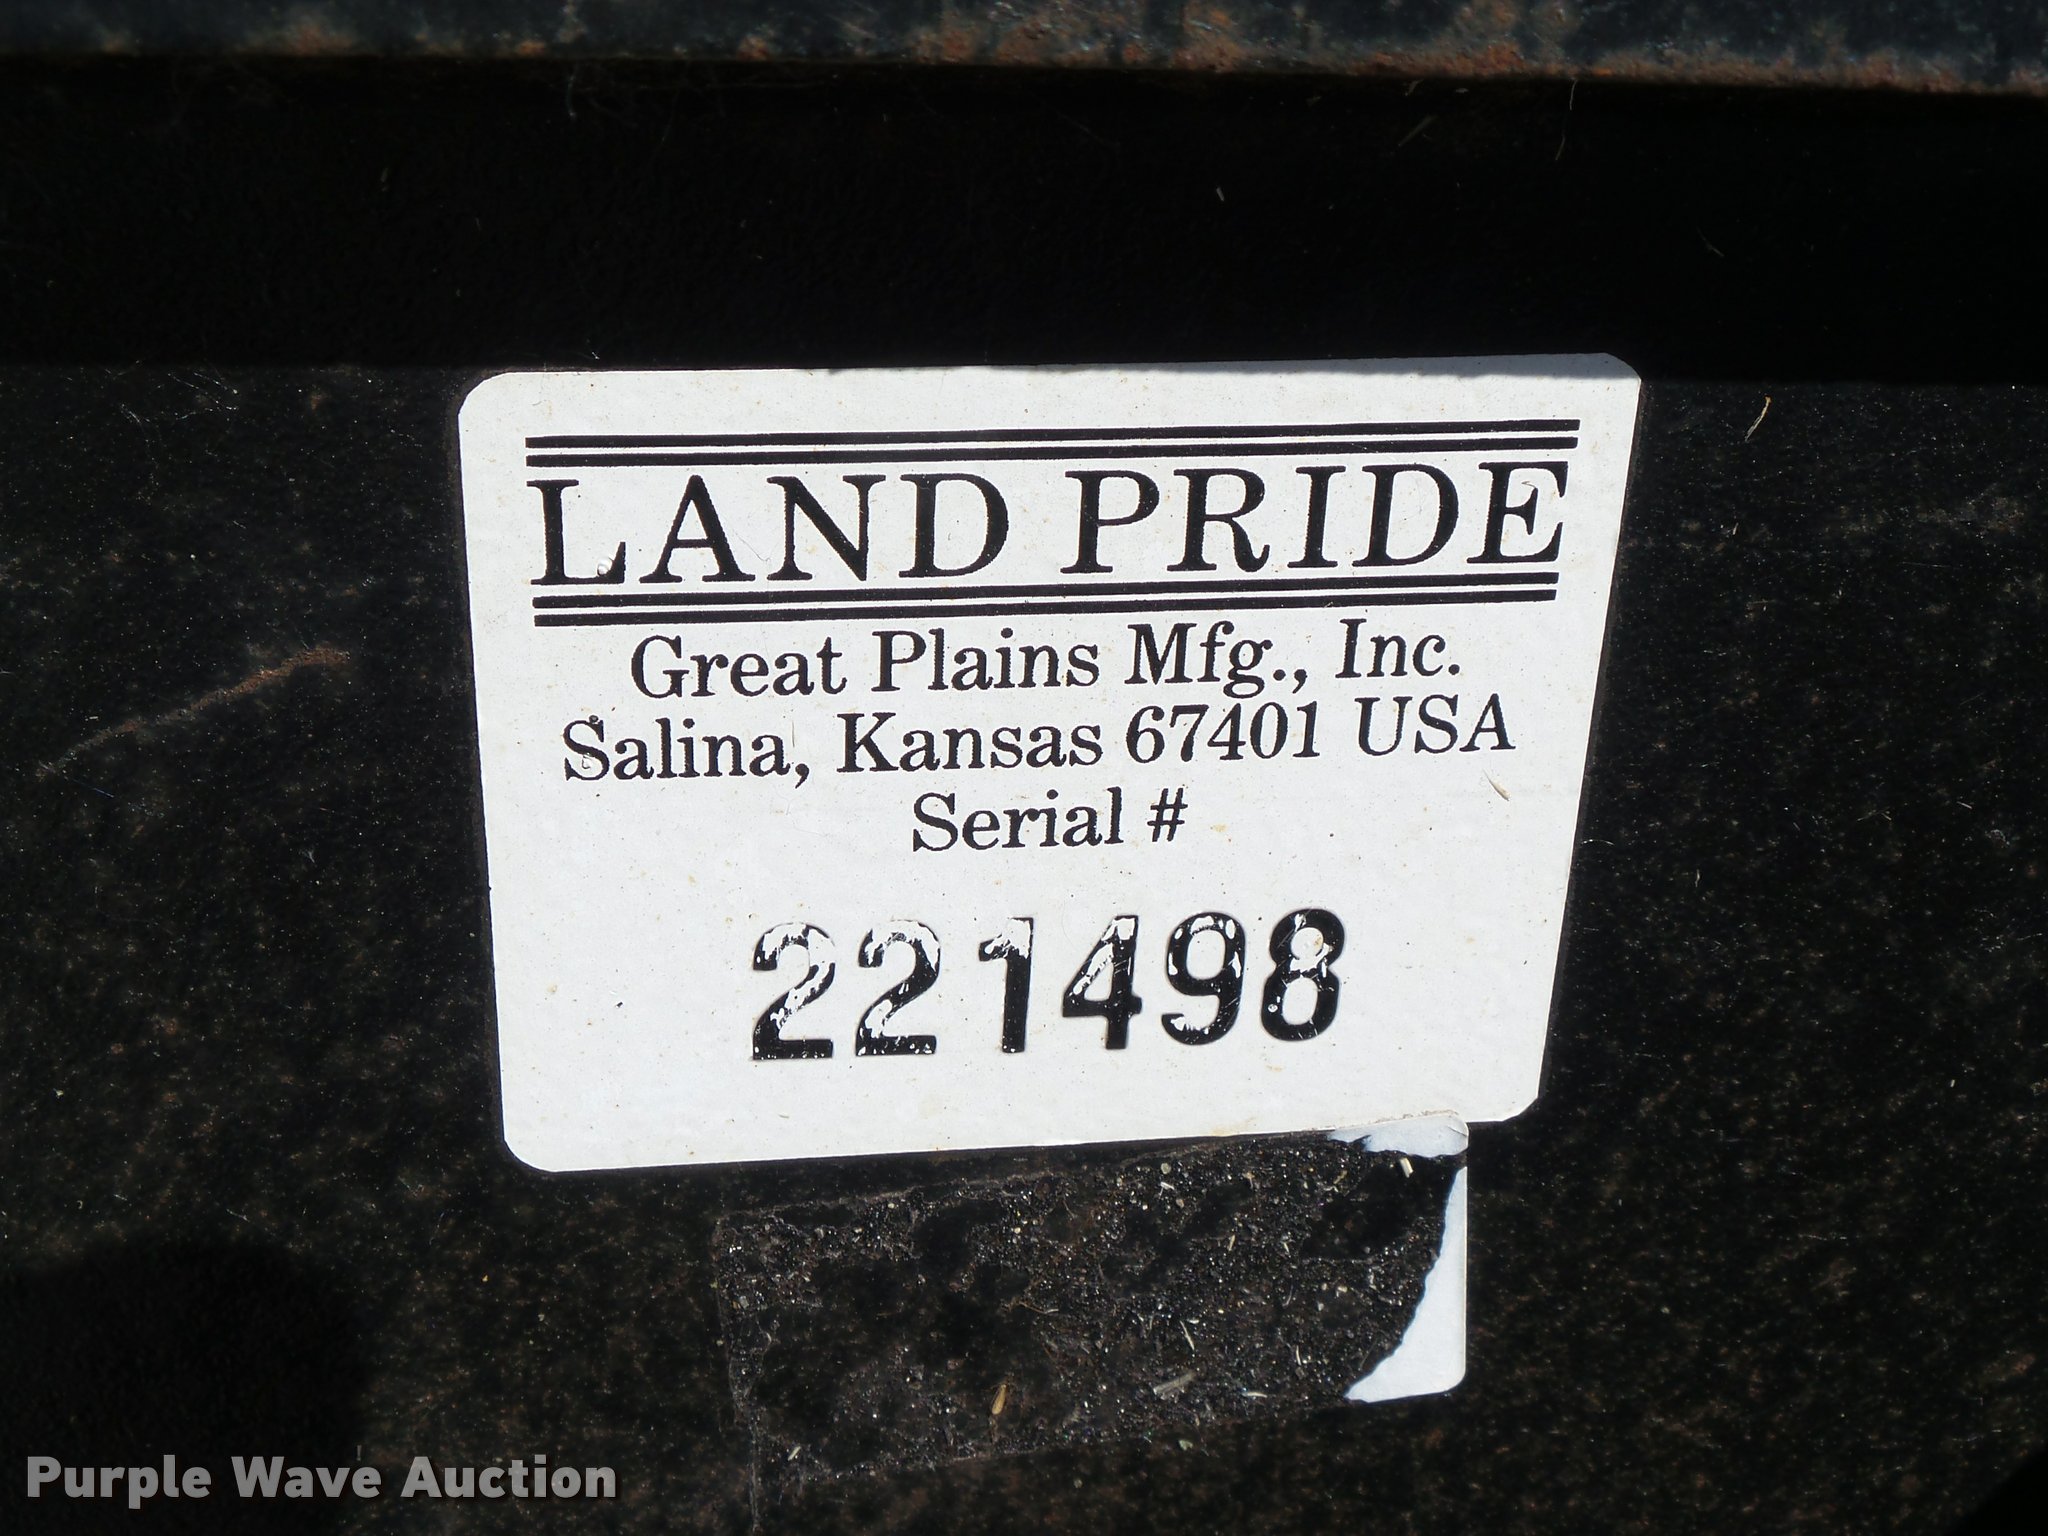 LAND PRIDE
Great Plains Mfg., Inc.
Salina, Kansas 67401 USA
Serial #
221498
Purple Wave Auction